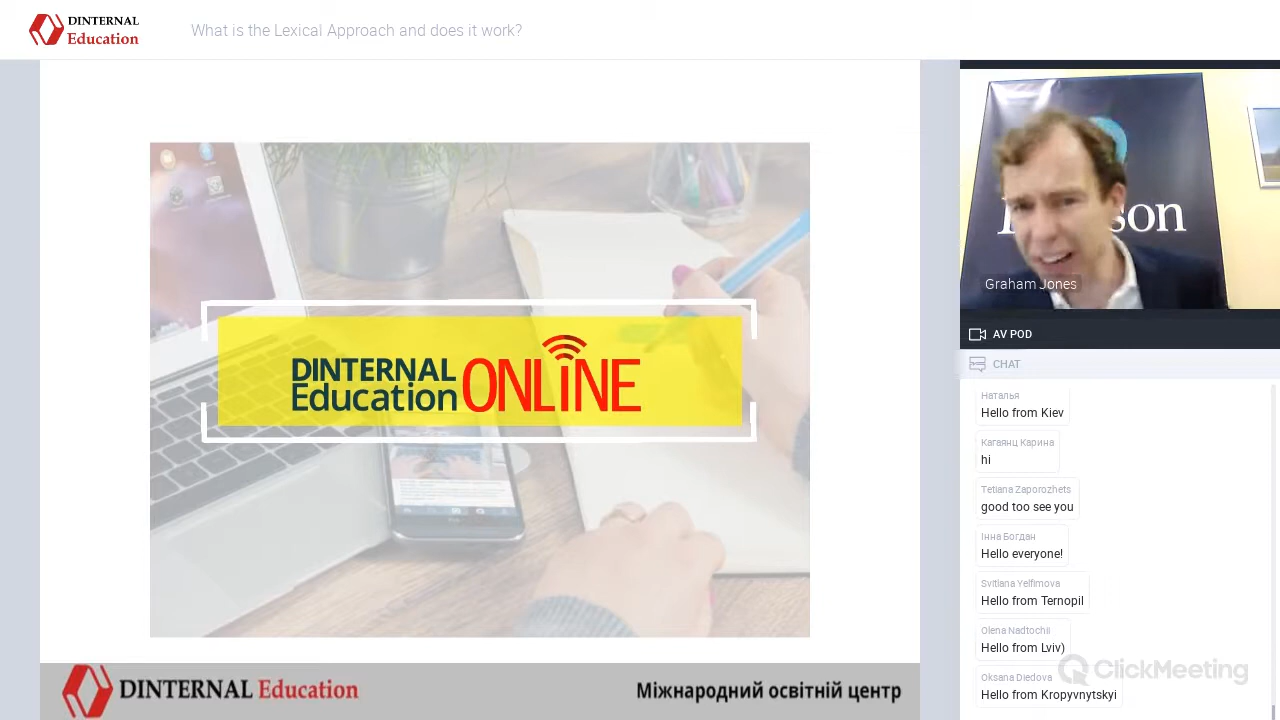 DINTERNAL
Education
What is the Lexical Approach and does it work?
DINTERNAL
Education
ONLINE
DINTERNAL Education
Міжнародний освітній центр
son
Graham Jones
AV POD
CHAT
Наталья
Hello from Kiev
Кагаянц Карина
hi
Tetiana Zaporozhets
good too see you
Інна Богдан
Hello everyone!
Svitlana Yelfimova
Hello from Ternopil
Olena Nadtochii
Hello from Lviv)
Oksana Diedova
Hello from Kropyvnytskyi
ClickMeeting